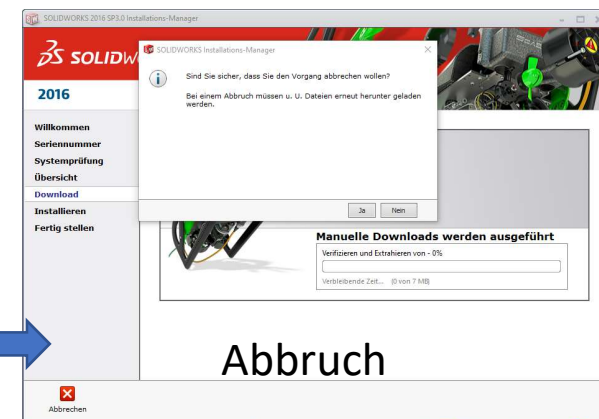 SOLIDWORKS 2016 SP3.0 Installations-Manager
SOLIDWORKS Installations-Manager
Sind Sie sicher, dass Sie den Vorgang abbrechen wollen?
Bei einem Abbruch müssen u. U. Dateien erneut herunter geladen
werden.
Ja Nein
2016
Willkommen
Seriennummer
Systemprüfung
Übersicht
Download
Installieren
Fertig stellen
Manuelle Downloads werden ausgeführt
Verifizieren und Extrahieren von - 0%
Verbleibende Zeit... (0 von 7 MB)
Abbruch
Abbrechen